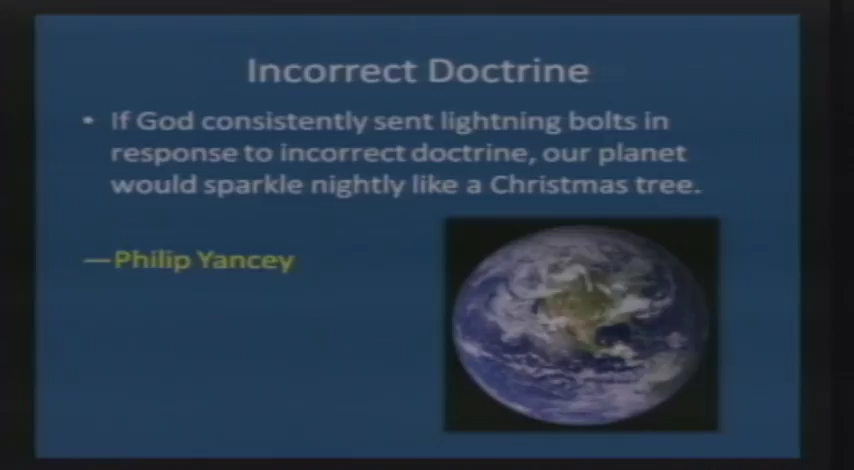 Incorrect Doctrine
• If God consistently sent lightning bolts in
response to incorrect doctrine, our planet
would sparkle nightly like a Christmas tree.
—Philip Yancey